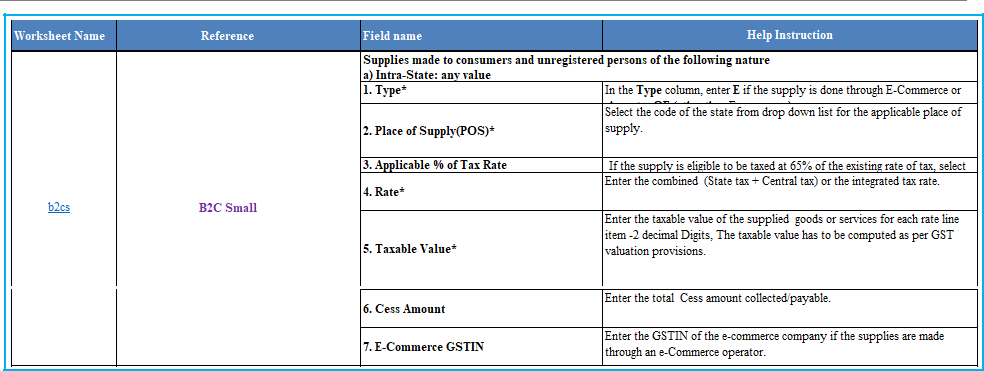 Worksheet Name Reference Field name Help Instruction
Supplies made to consumers and unregistered persons of the following nature
a) Intra-State: any value
1. Type* In the Type column, enter E if the supply is done through E-Commerce or
2. Place of Supply(POS)* Select the code of the state from drop down list for the applicable place of
supply.
3. Applicable % of Tax Rate If the supply is eligible to be taxed at 65% of the existing rate of tax, select
4. Rate* Enter the combined (State tax + Central tax) or the integrated tax rate.
b2cs B2C Small
5. Taxable Value* Enter the taxable value of the supplied goods or services for each rate line
item -2 decimal Digits, The taxable value has to be computed as per GST
valuation provisions.
6. Cess Amount Enter the total Cess amount collected/payable.
7. E-Commerce GSTIN Enter the GSTIN of the e-commerce company if the supplies are made
through an e-Commerce operator.